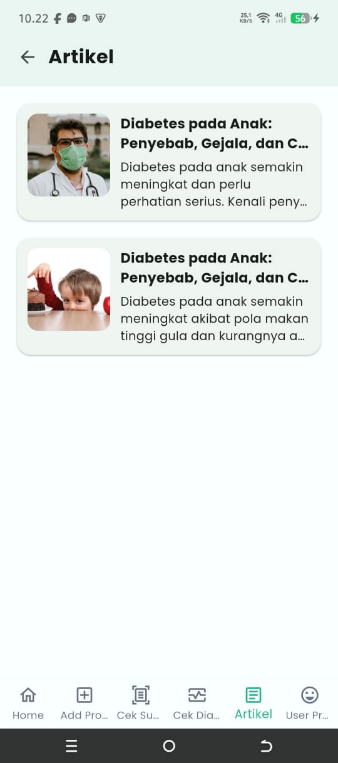 10.22
25,1
KB/S
4G
56
Artikel
Diabetes pada Anak:
Penyebab, Gejala, dan C...
Diabetes pada anak semakin
meningkat dan perlu
perhatian serius. Kenali peny...
Diabetes pada Anak:
Penyebab, Gejala, dan C...
Diabetes pada anak semakin
meningkat akibat pola makan
tinggi gula dan kurangnya a...
Home
Add Pro...
Cek Su...
Cek Dia...
Artikel
User Pr...